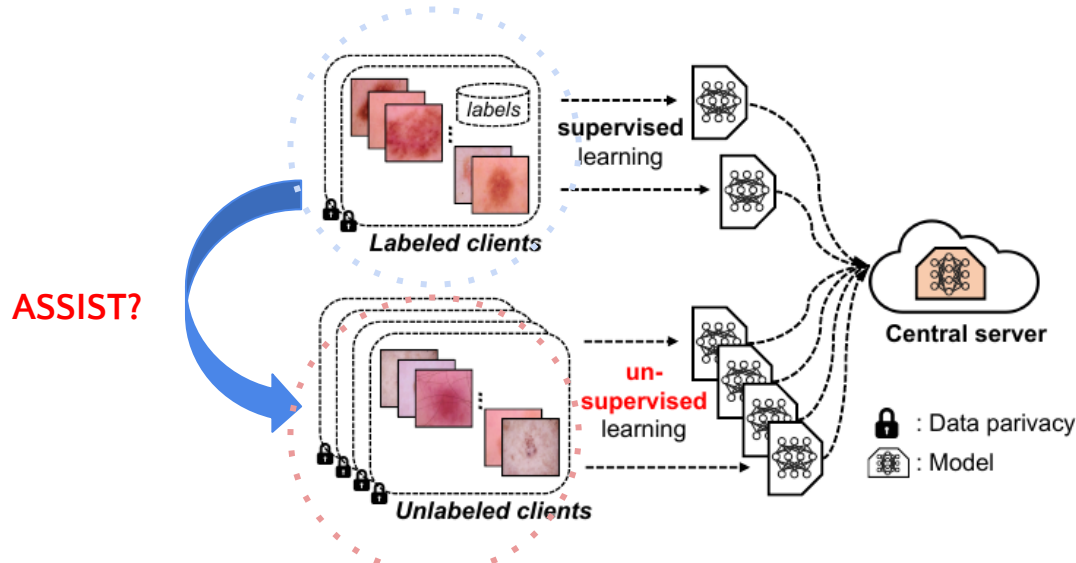 labels
supervised
learning
Labeled clients
ASSIST?
Central server
un-
supervised
learning
: Data parivacy
: Model
Unlabeled clients